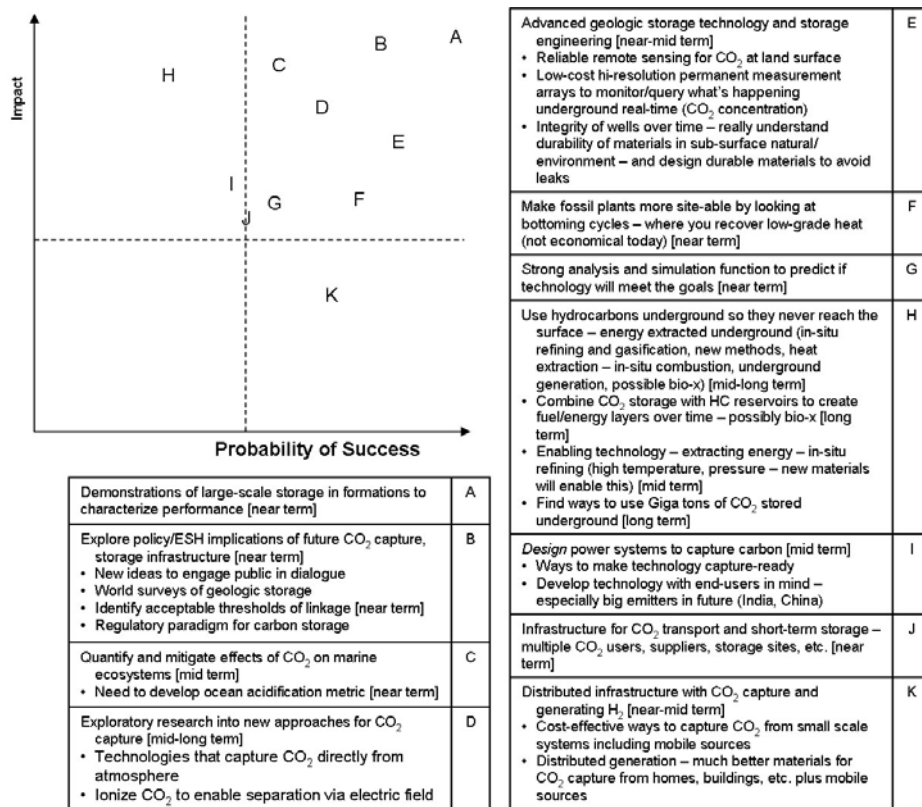 Impact
A
B
C
H
D
E
I
G
F
J
K
Probability of Success
Demonstrations of large-scale storage in formations to
characterize performance [near term]
A
Explore policy/ESH implications of future CO₂ capture,
storage infrastructure [near term]
• New ideas to engage public in dialogue
• World surveys of geologic storage
• Identify acceptable thresholds of linkage [near term]
• Regulatory paradigm for carbon storage
B
Quantify and mitigate effects of CO₂ on marine
ecosystems [mid term]
• Need to develop ocean acidification metric [near term]
C
Exploratory research into new approaches for CO₂
capture [mid-long term]
• Technologies that capture CO₂ directly from
atmosphere
• Ionize CO₂ to enable separation via electric field
D
Advanced geologic storage technology and storage
engineering [near-mid term]
• Reliable remote sensing for CO₂ at land surface
• Low-cost hi-resolution permanent measurement
arrays to monitor/query what's happening
underground real-time (CO₂ concentration)
• Integrity of wells over time – really understand
durability of materials in sub-surface natural/
environment – and design durable materials to avoid
leaks
E
Make fossil plants more site-able by looking at
bottoming cycles – where you recover low-grade heat
(not economical today) [near term]
F
Strong analysis and simulation function to predict if
technology will meet the goals [near term]
G
Use hydrocarbons underground so they never reach the
surface – energy extracted underground (in-situ
refining and gasification, new methods, heat
extraction – in-situ combustion, underground
generation, possible bio-x) [mid-long term]
• Combine CO₂ storage with HC reservoirs to create
fuel/energy layers over time – possibly bio-x [long
term]
• Enabling technology – extracting energy – in-situ
refining (high temperature, pressure – new materials
will enable this) [mid term]
• Find ways to use Giga tons of CO₂ stored
underground [long term]
H
Design power systems to capture carbon [mid term]
• Ways to make technology capture-ready
• Develop technology with end-users in mind –
especially big emitters in future (India, China)
I
Infrastructure for CO₂ transport and short-term storage –
multiple CO₂ users, suppliers, storage sites, etc. [near
term]
J
Distributed infrastructure with CO₂ capture and
generating H₂ [near-mid term]
• Cost-effective ways to capture CO₂ from small scale
systems including mobile sources
• Distributed generation – much better materials for
CO₂ capture from homes, buildings, etc. plus mobile
sources
K